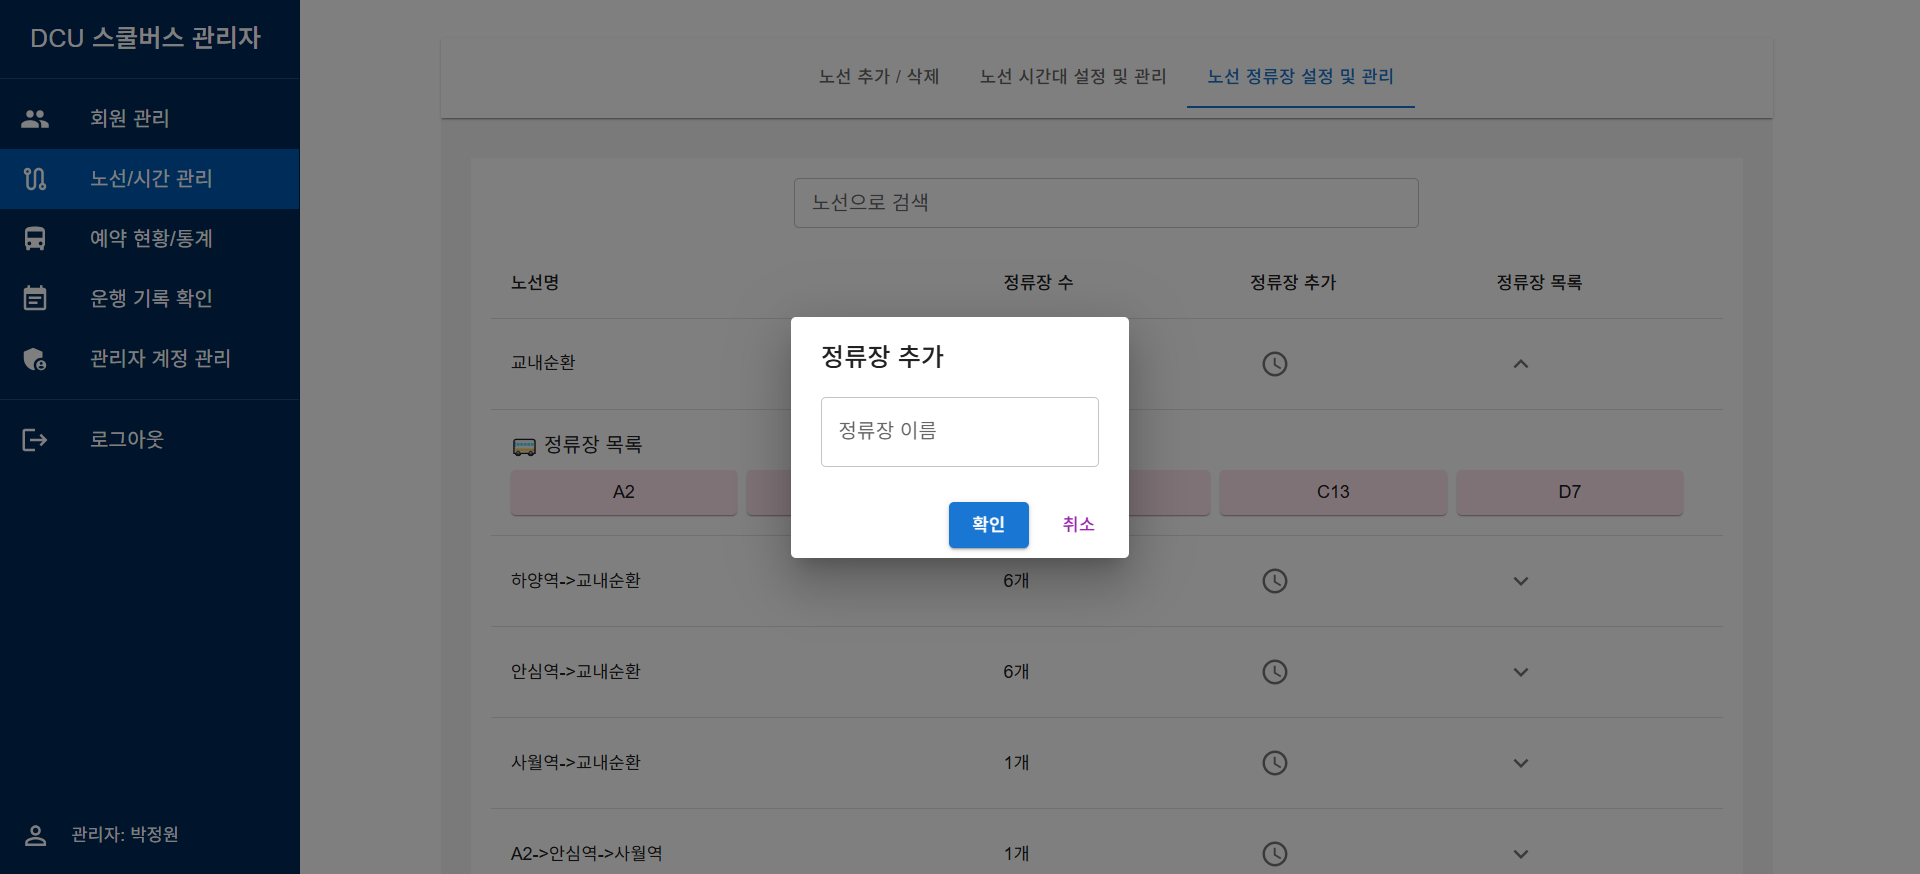 DCU 스쿨버스 관리자
회원 관리
노선/시간 관리
예약 현황/통계
운행 기록 확인
관리자 계정 관리
로그아웃
관리자: 박정원
노선 추가 / 삭제 노선 시간대 설정 및 관리 노선 정류장 설정 및 관리
노선으로 검색
노선명 정류장 수 정류장 추가 정류장 목록
교내순환
정류장 목록
A2 C13 D7
하양역->교내순환 6개
안심역->교내순환 6개
사월역->교내순환 1개
A2->안심역->사월역 1개
정류장 추가
정류장 이름
확인 취소